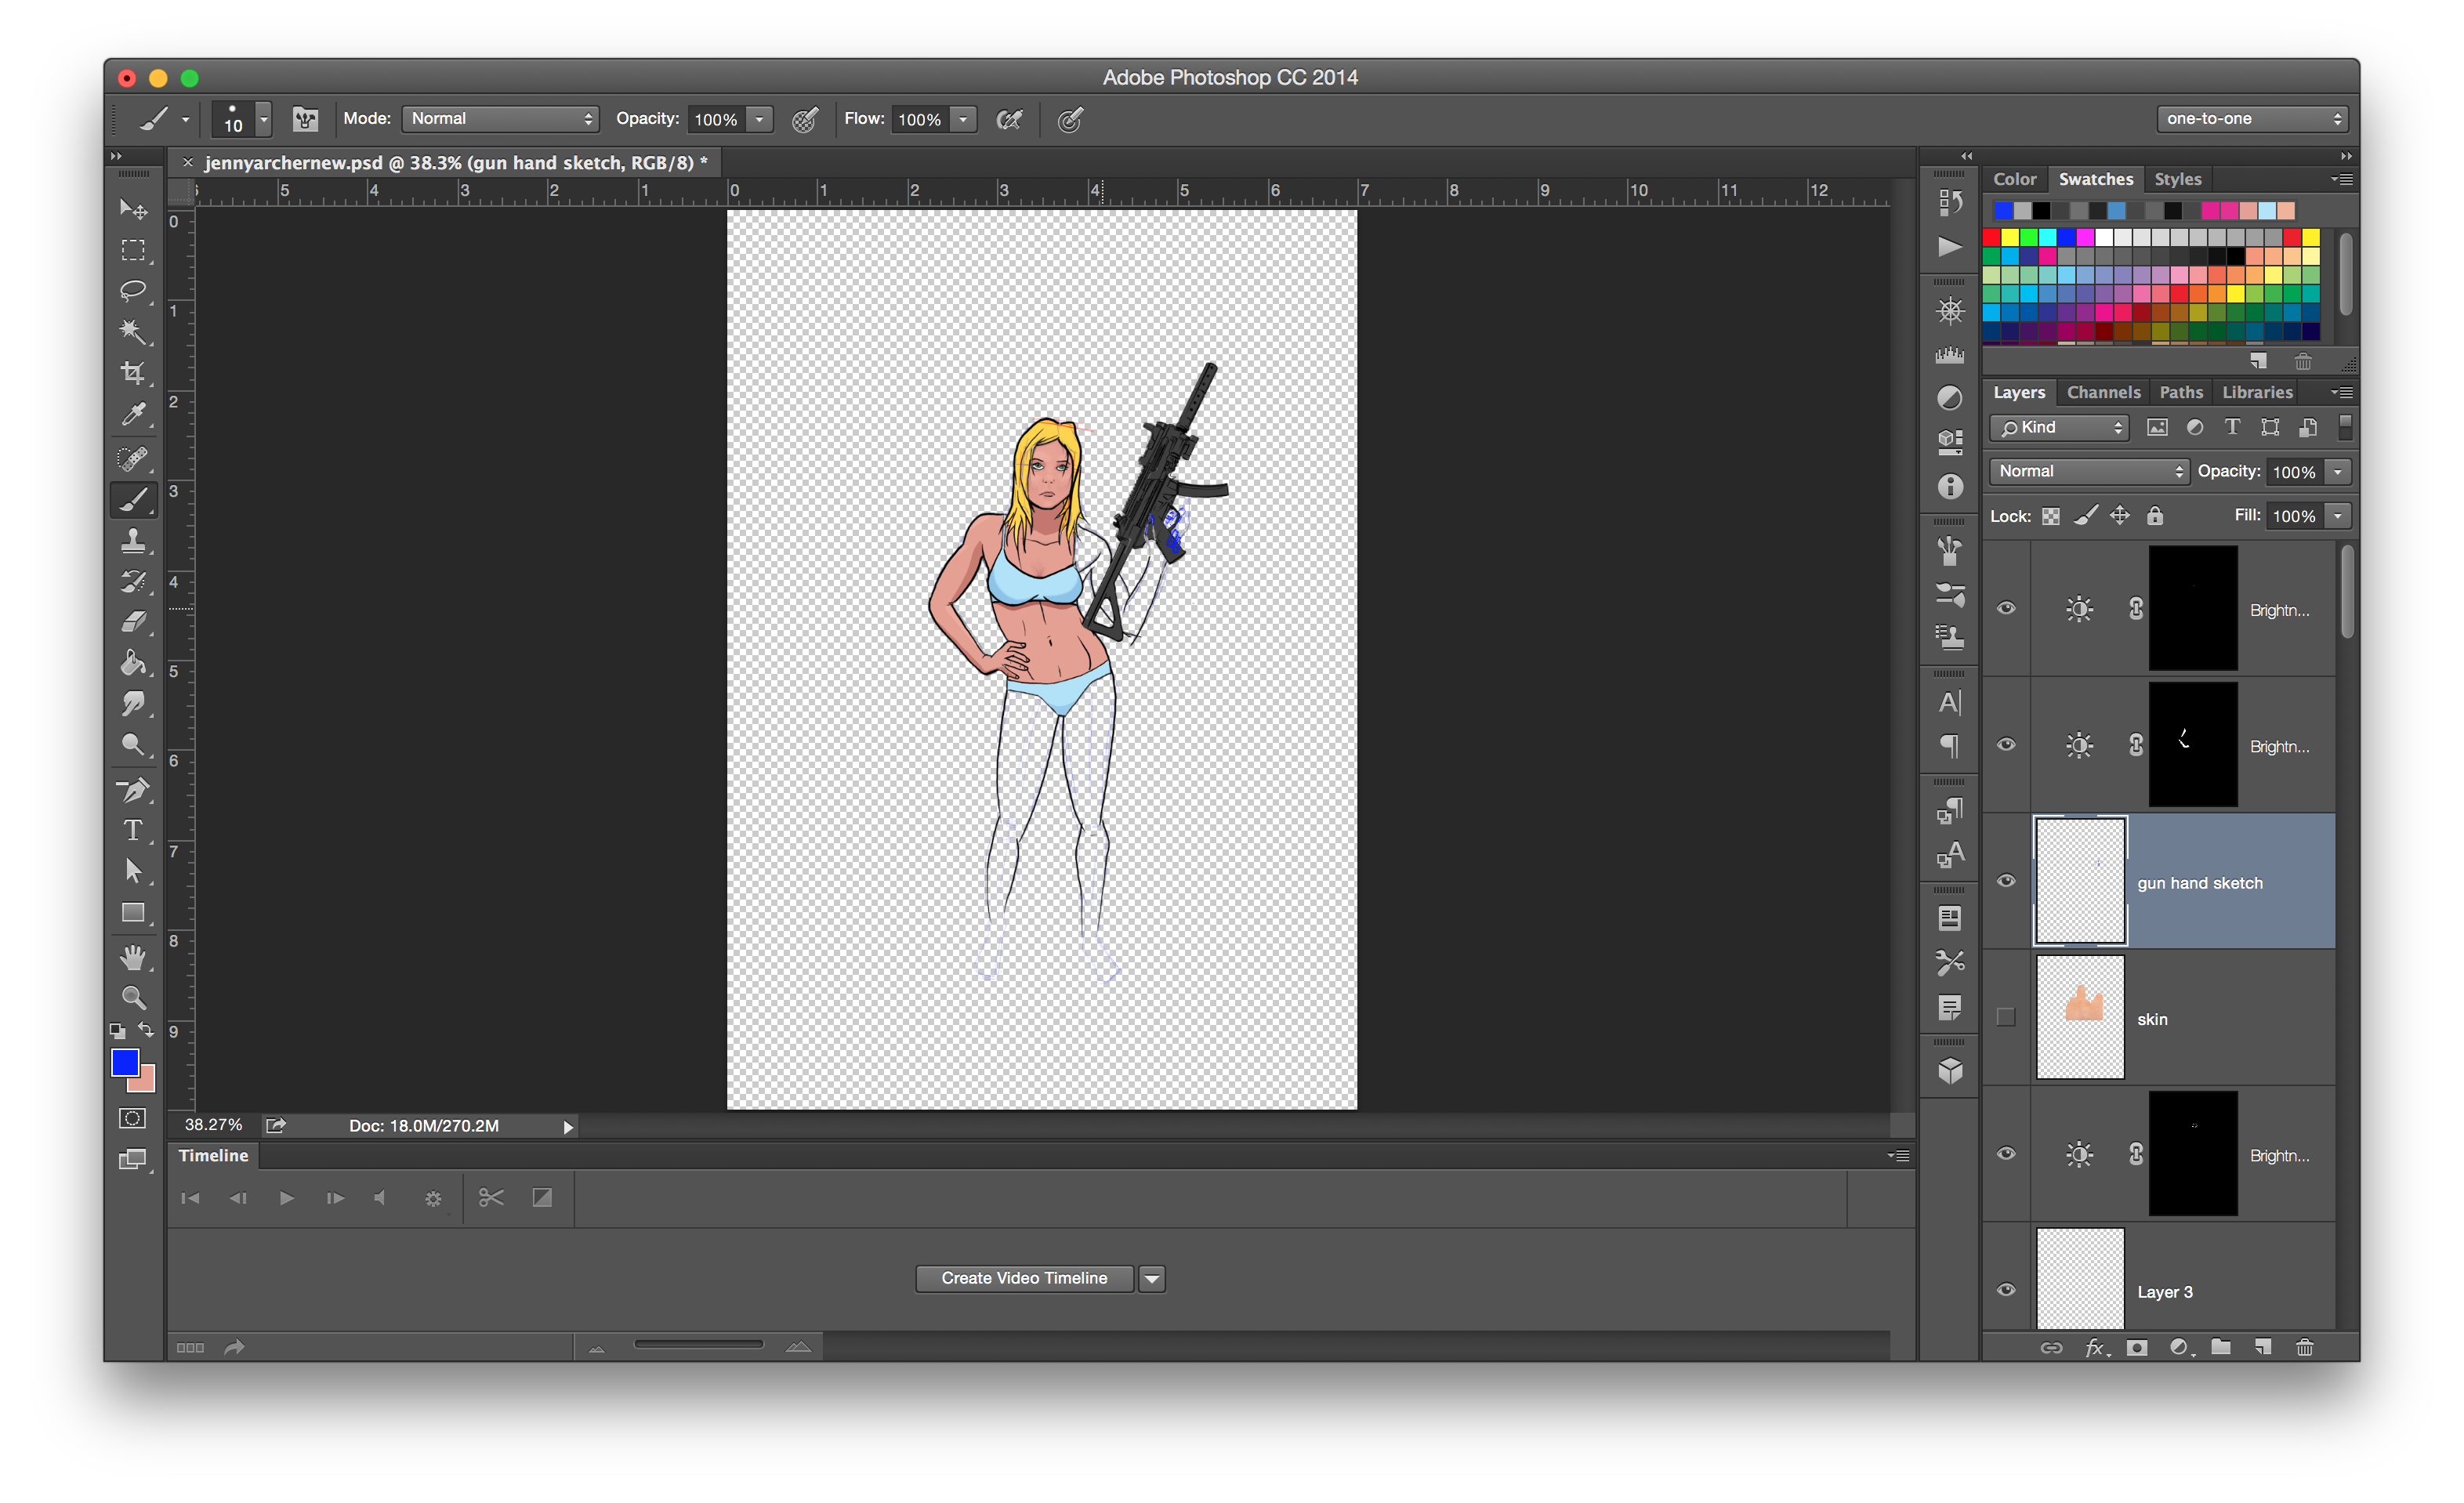 Adobe Photoshop CC 2014
10 Mode: Normal Opacity: 100% Flow: 100% one-to-one
× jennyarchernew.psd @ 38.3% (gun hand sketch, RGB/8) *
5 4 3 2 1 0 1 2 3 4 5 6 7 8 9 10 11 12
0
1
2
3
4
5
6
7
8
9
Color Swatches Styles
Layers Channels Paths Libraries
Kind
Normal Opacity: 100%
Lock: Fill: 100%
Brightn...
Brightn...
gun hand sketch
skin
Brightn...
Layer 3
fx
38.27% Doc: 18.0M/270.2M
Timeline
Create Video Timeline